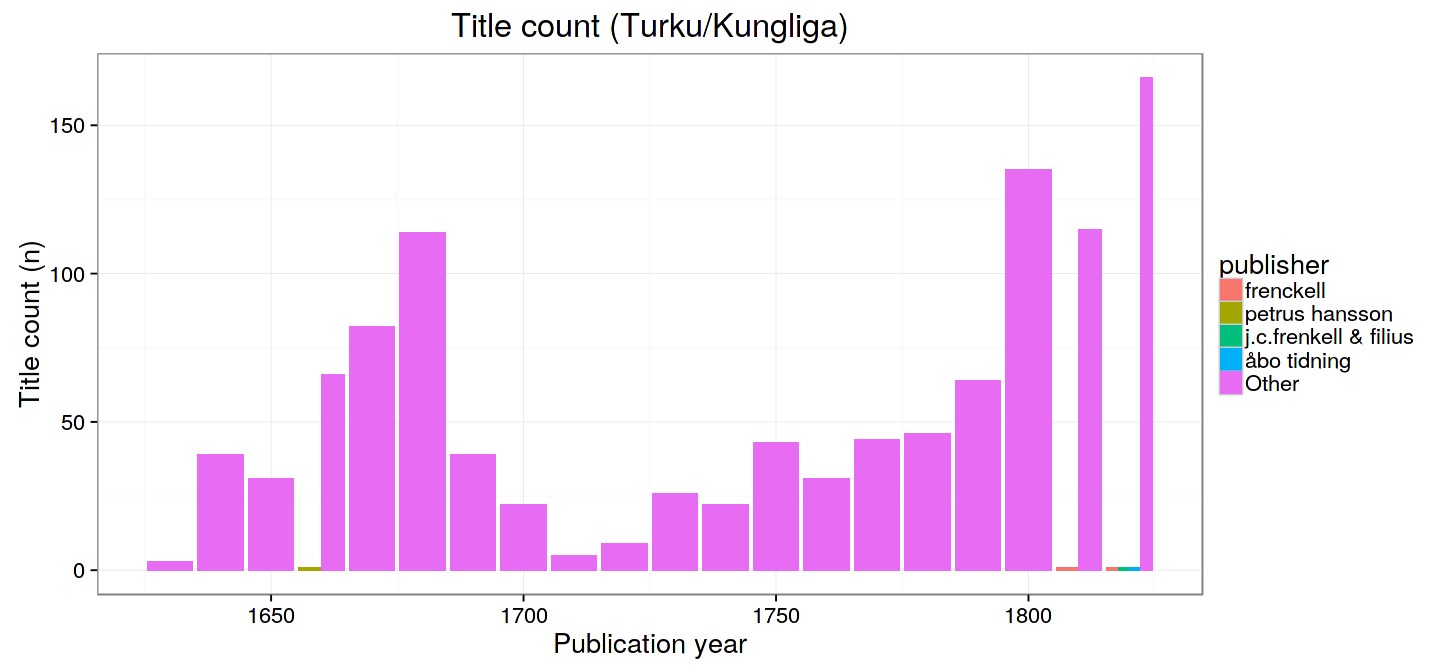 Title count (Turku/Kungliga)
Title count (n)
150
100
50
0
1650
1700
1750
1800
Publication year
publisher
frenckell
petrus hansson
j.c.frenkell & filius
åbo tidning
Other